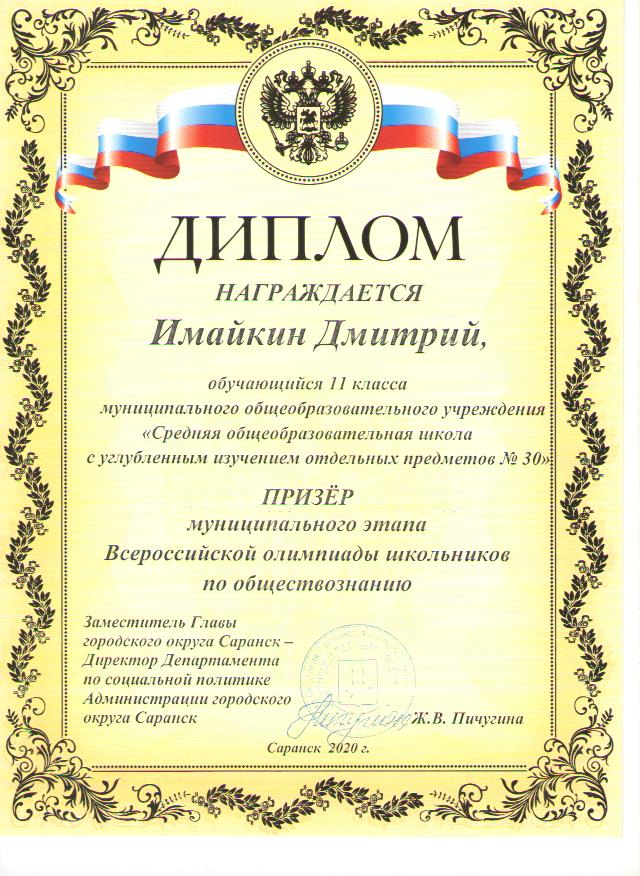 ДИПЛОМ
НАГРАЖДАЕТСЯ
Имайкин Дмитрий,
обучающийся 11 класса
муниципального общеобразовательного учреждения
«Средняя общеобразовательная школа
с углубленным изучением отдельных предметов № 30»
ПРИЗЁР
муниципального этапа
Всероссийской олимпиады школьников
по обществознанию
Заместитель Главы
городского округа Саранск –
Директор Департамента
по социальной политике
Администрации городского
округа Саранск
Ж.В. Пичугина
Саранск 2020 г.